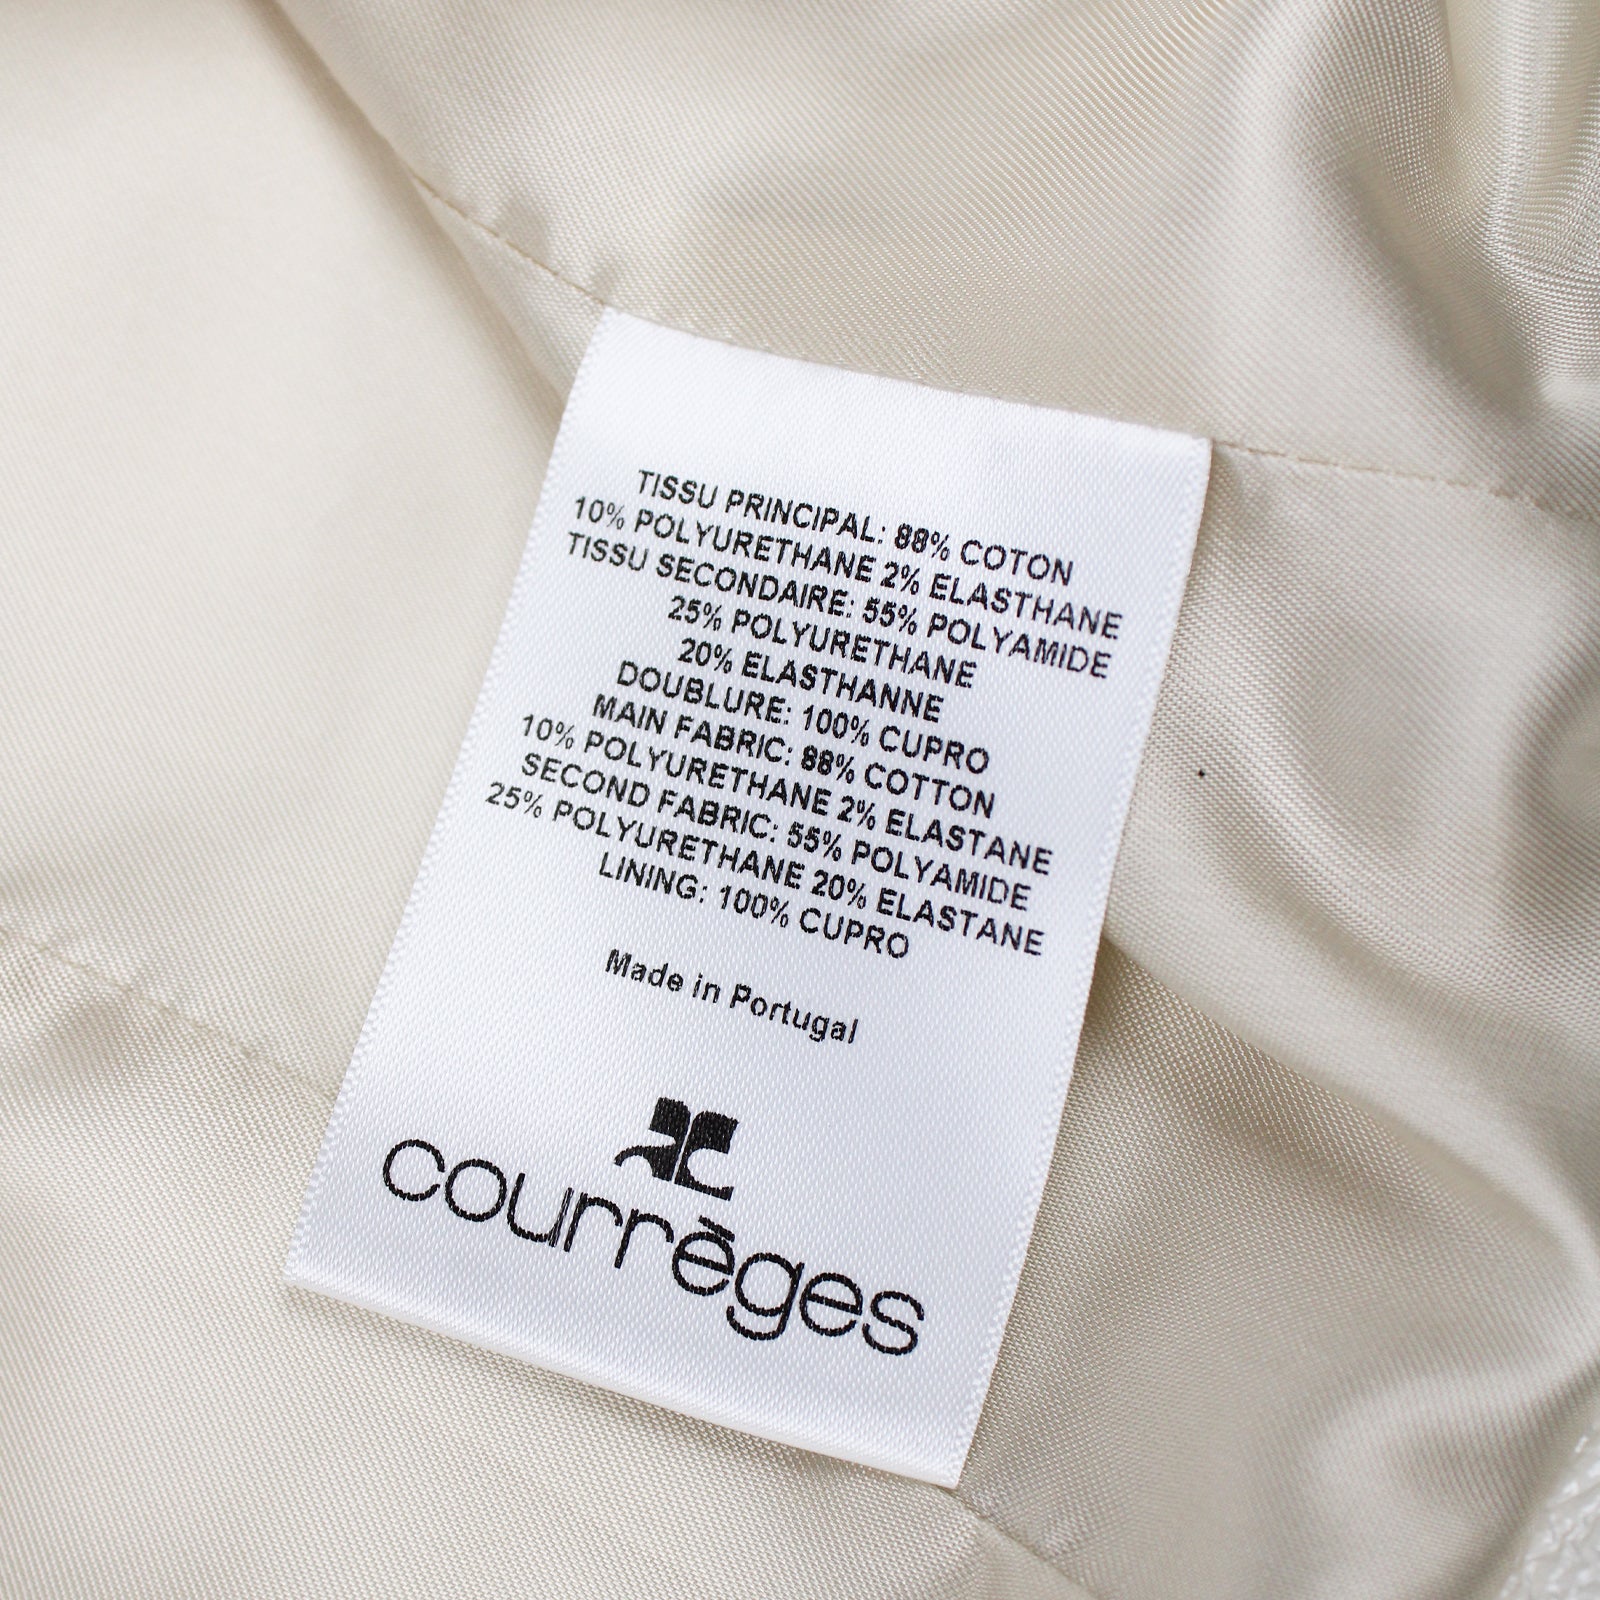 TISSU PRINCIPAL: 88% COTON
10% POLYURETHANE 2% ELASTHANE
TISSU SECONDAIRE: 55% POLYAMIDE
25% POLYURETHANE
20% ELASTHANNE
DOUBLURE: 100% CUPRO
MAIN FABRIC: 88% COTTON
10% POLYURETHANE 2% ELASTANE
SECOND FABRIC: 55% POLYAMIDE
25% POLYURETHANE 20% ELASTANE
LINING: 100% CUPRO
Made in Portugal
AC
courrēges